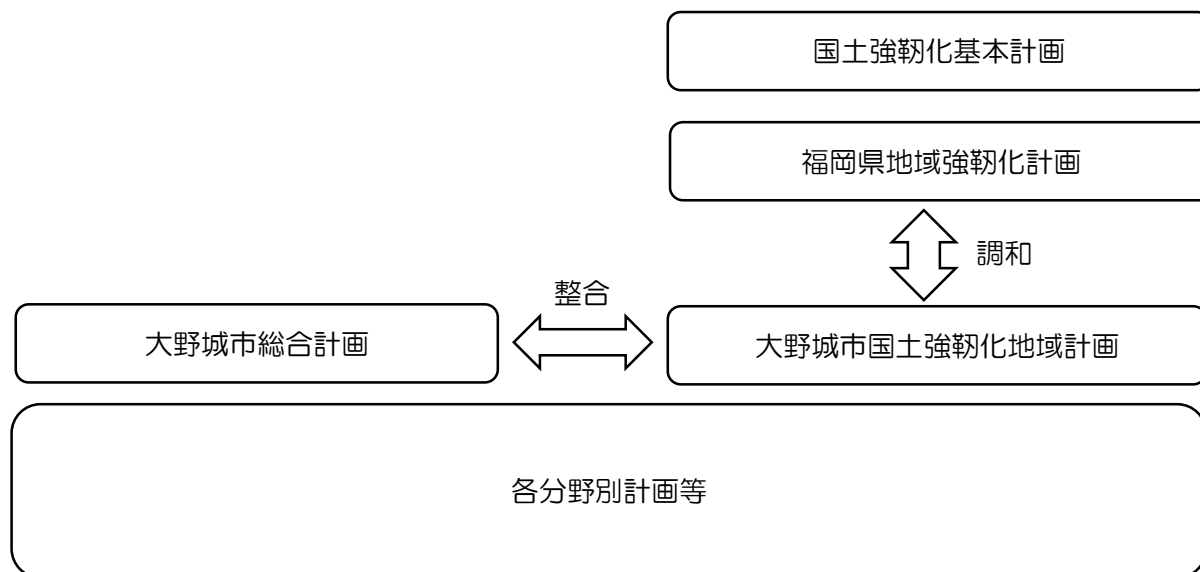 国土強靭化基本計画
福岡県地域強靭化計画
調和
整合
大野城市総合計画
大野城市国土強靭化地域計画
各分野別計画等